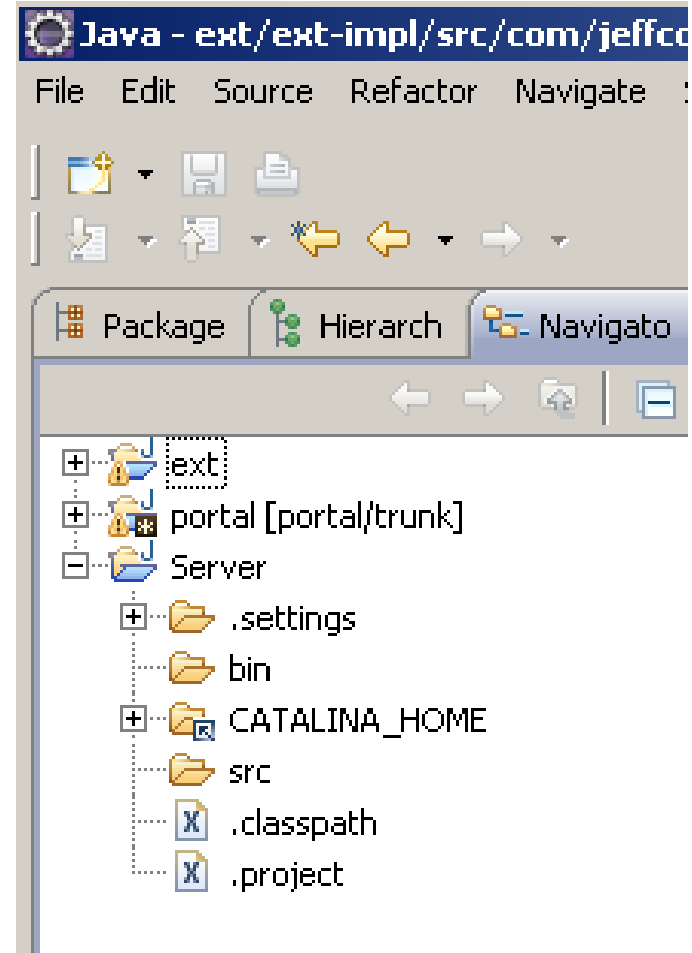 Java - ext/ext-impl/src/com/jeffco
File Edit Source Refactor Navigate
Package Hierarch Navigato
ext
portal [portal/trunk]
Server
.settings
bin
CATALINA_HOME
src
.classpath
.project